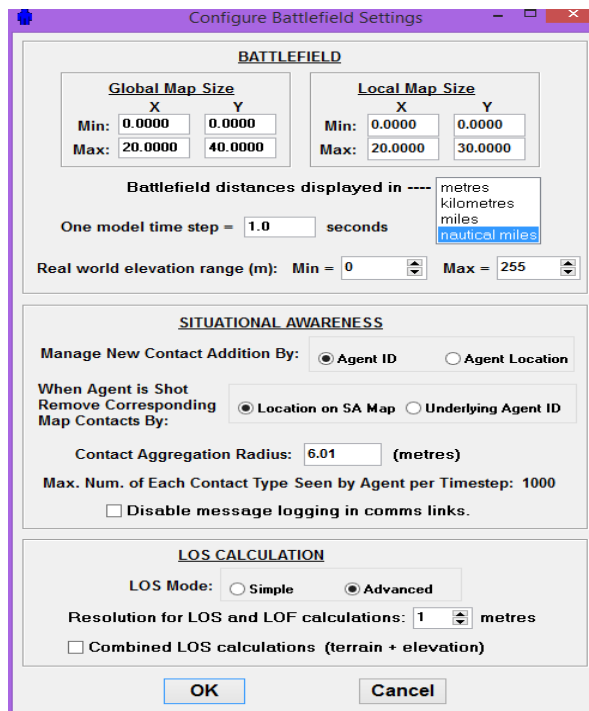 Configure Battlefield Settings
BATTLEFIELD
Global Map Size
X Y
Min: 0.0000 0.0000
Max: 20.0000 40.0000
Local Map Size
X Y
Min: 0.0000 0.0000
Max: 20.0000 30.0000
Battlefield distances displayed in ----
metres
kilometres
miles
nautical miles
One model time step = 1.0 seconds
Real world elevation range (m): Min = 0 Max = 255
SITUATIONAL AWARENESS
Manage New Contact Addition By: Agent ID Agent Location
When Agent is Shot
Remove Corresponding
Map Contacts By:
Location on SA Map Underlying Agent ID
Contact Aggregation Radius: 6.01 (metres)
Max. Num. of Each Contact Type Seen by Agent per Timestep: 1000
Disable message logging in comms links.
LOS CALCULATION
LOS Mode: Simple Advanced
Resolution for LOS and LOF calculations: 1 metres
Combined LOS calculations (terrain + elevation)
OK Cancel